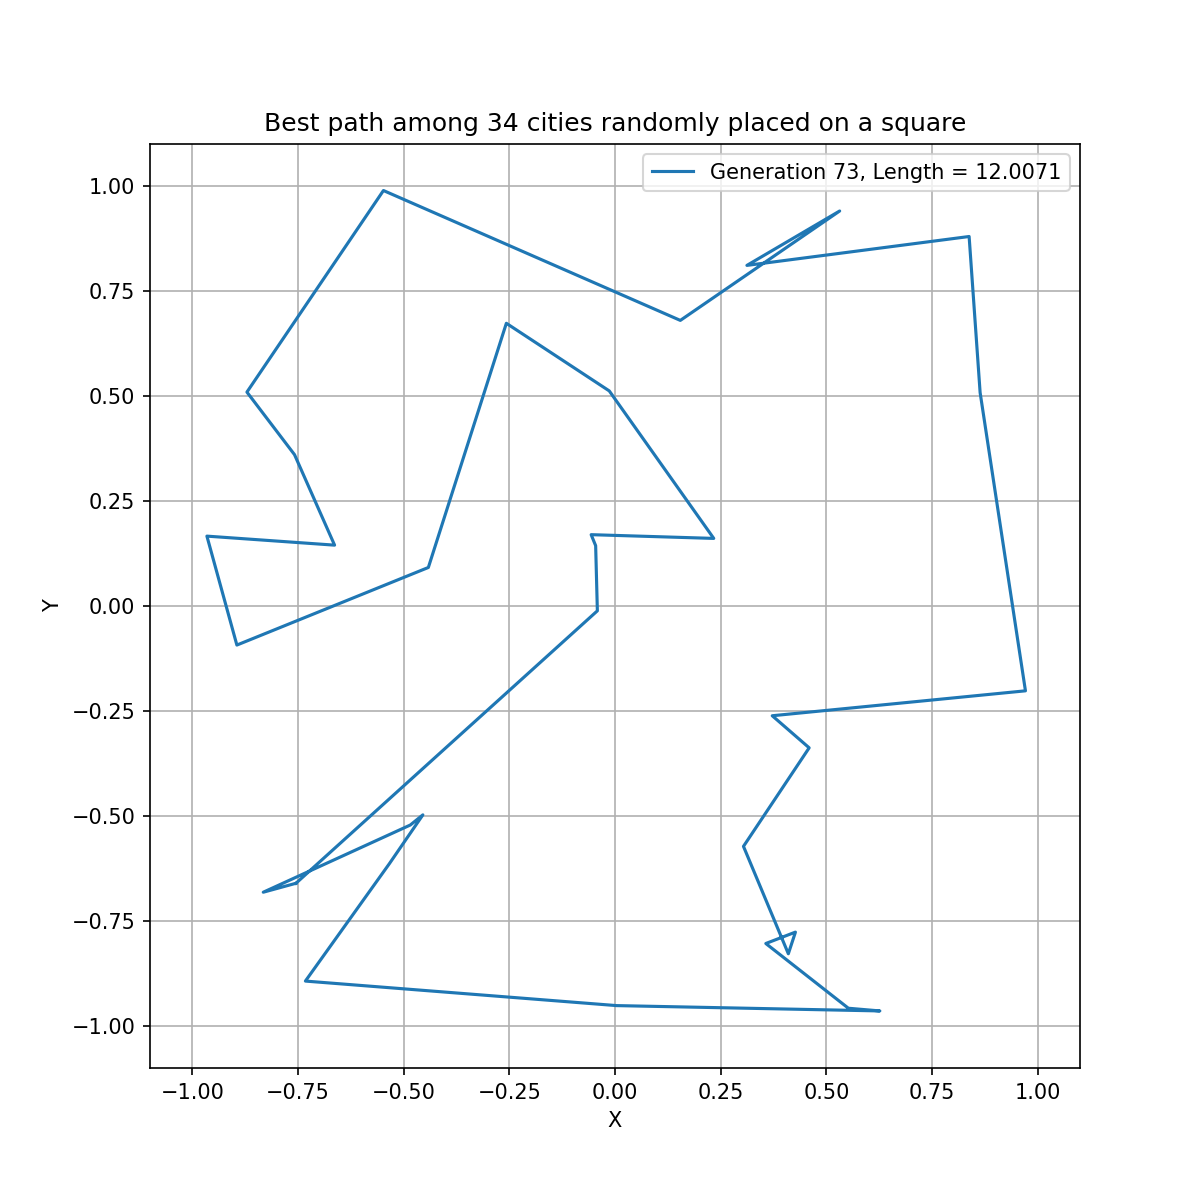 Best path among 34 cities randomly placed on a square
Generation 73, Length = 12.0071
1.00
0.75
0.50
0.25
0.00
−0.25
−0.50
−0.75
−1.00
Y
−1.00 −0.75 −0.50 −0.25 0.00 0.25 0.50 0.75 1.00
X